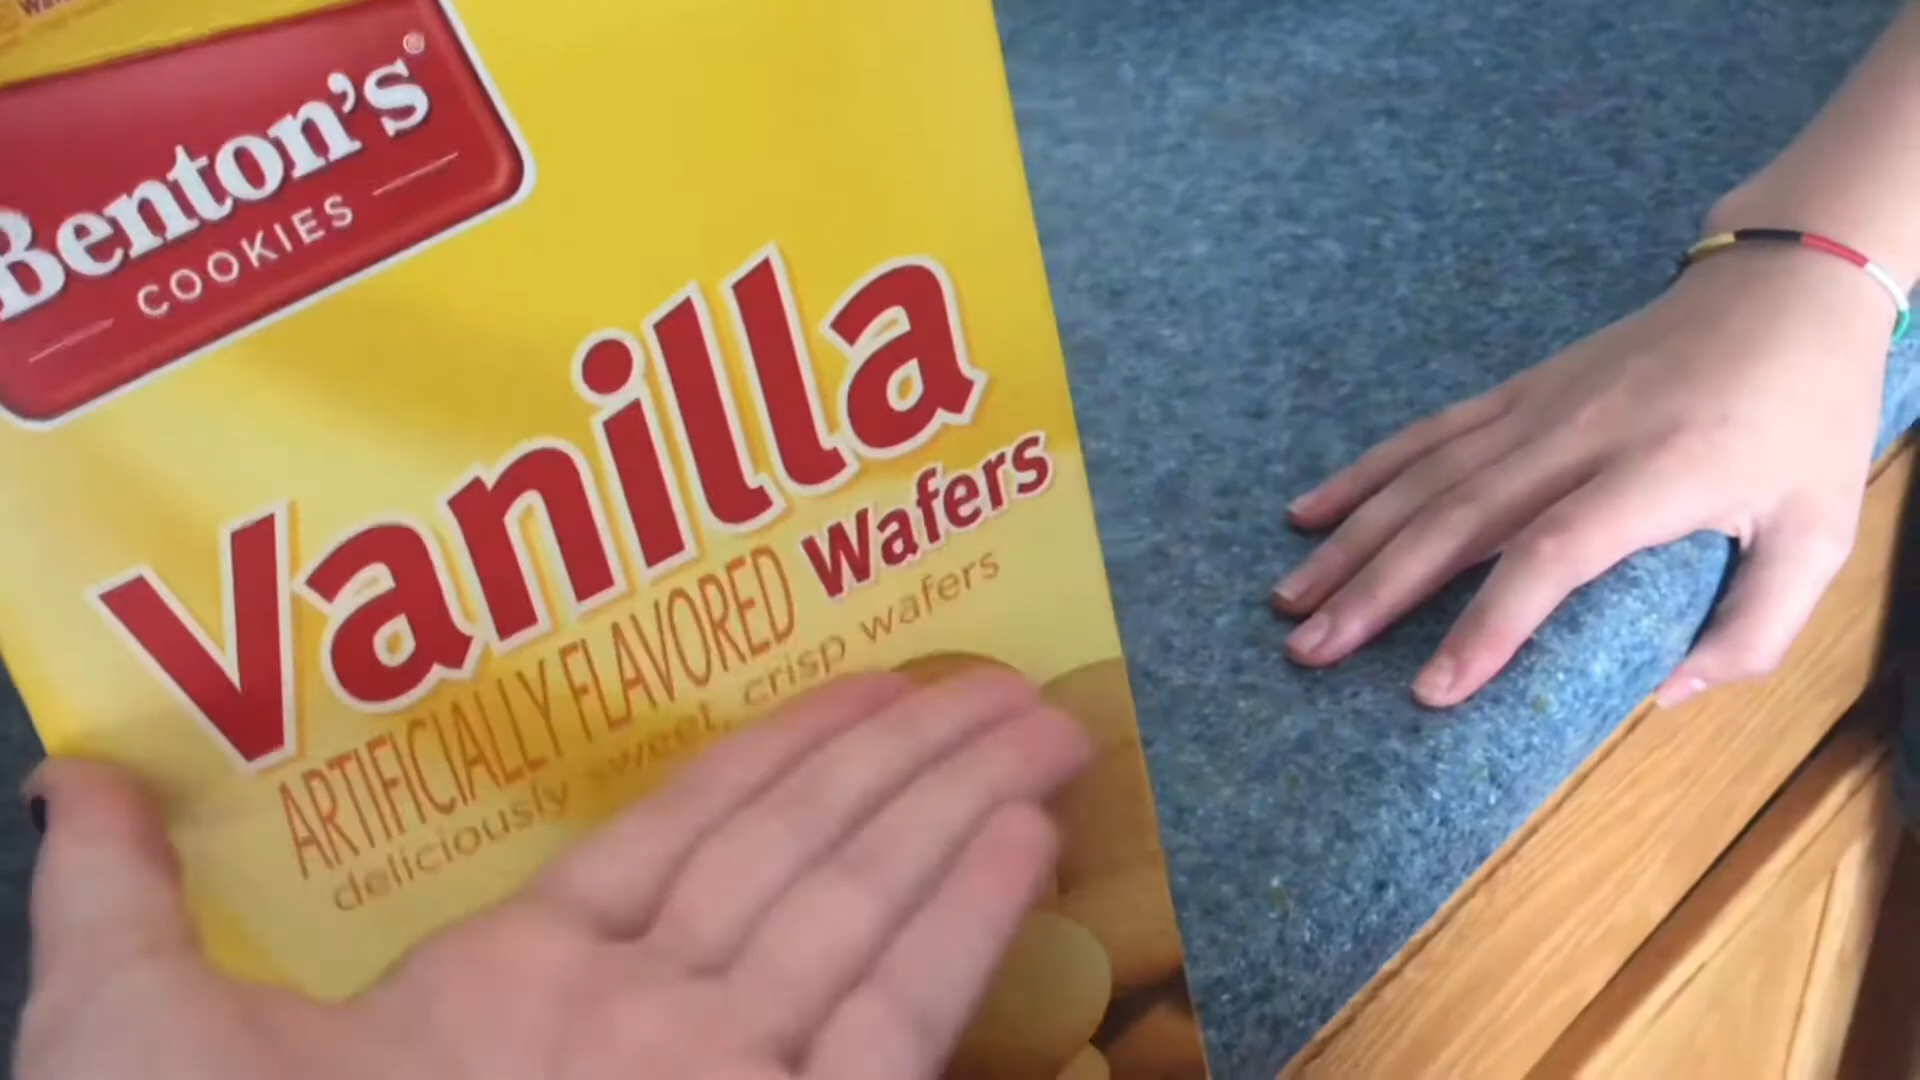 Benton's®
COOKIES
Vanilla
ARTIFICIALLY FLAVORED Wafers
deliciously sweet, crisp wafers